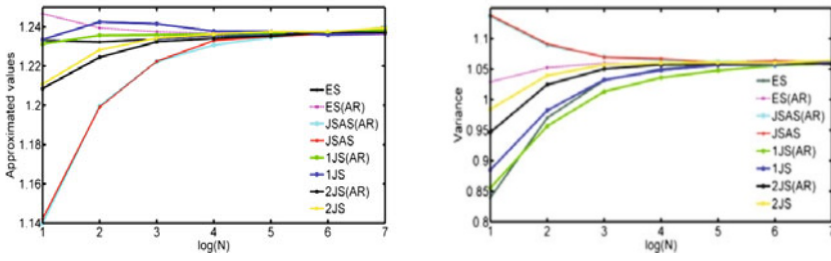 Approximated values
1.24
1.22
1.2
1.18
1.16
1.14
1 2 3 4 5 6 7
log(N)
ES
ES(AR)
JSAS(AR)
JSAS
1JS(AR)
1JS
2JS(AR)
2JS
Variance
1.1
1.05
1
0.95
0.9
0.85
0.8
1 2 3 4 5 6 7
log(N)
ES
ES(AR)
JSAS(AR)
JSAS
1JS(AR)
1JS
2JS(AR)
2JS